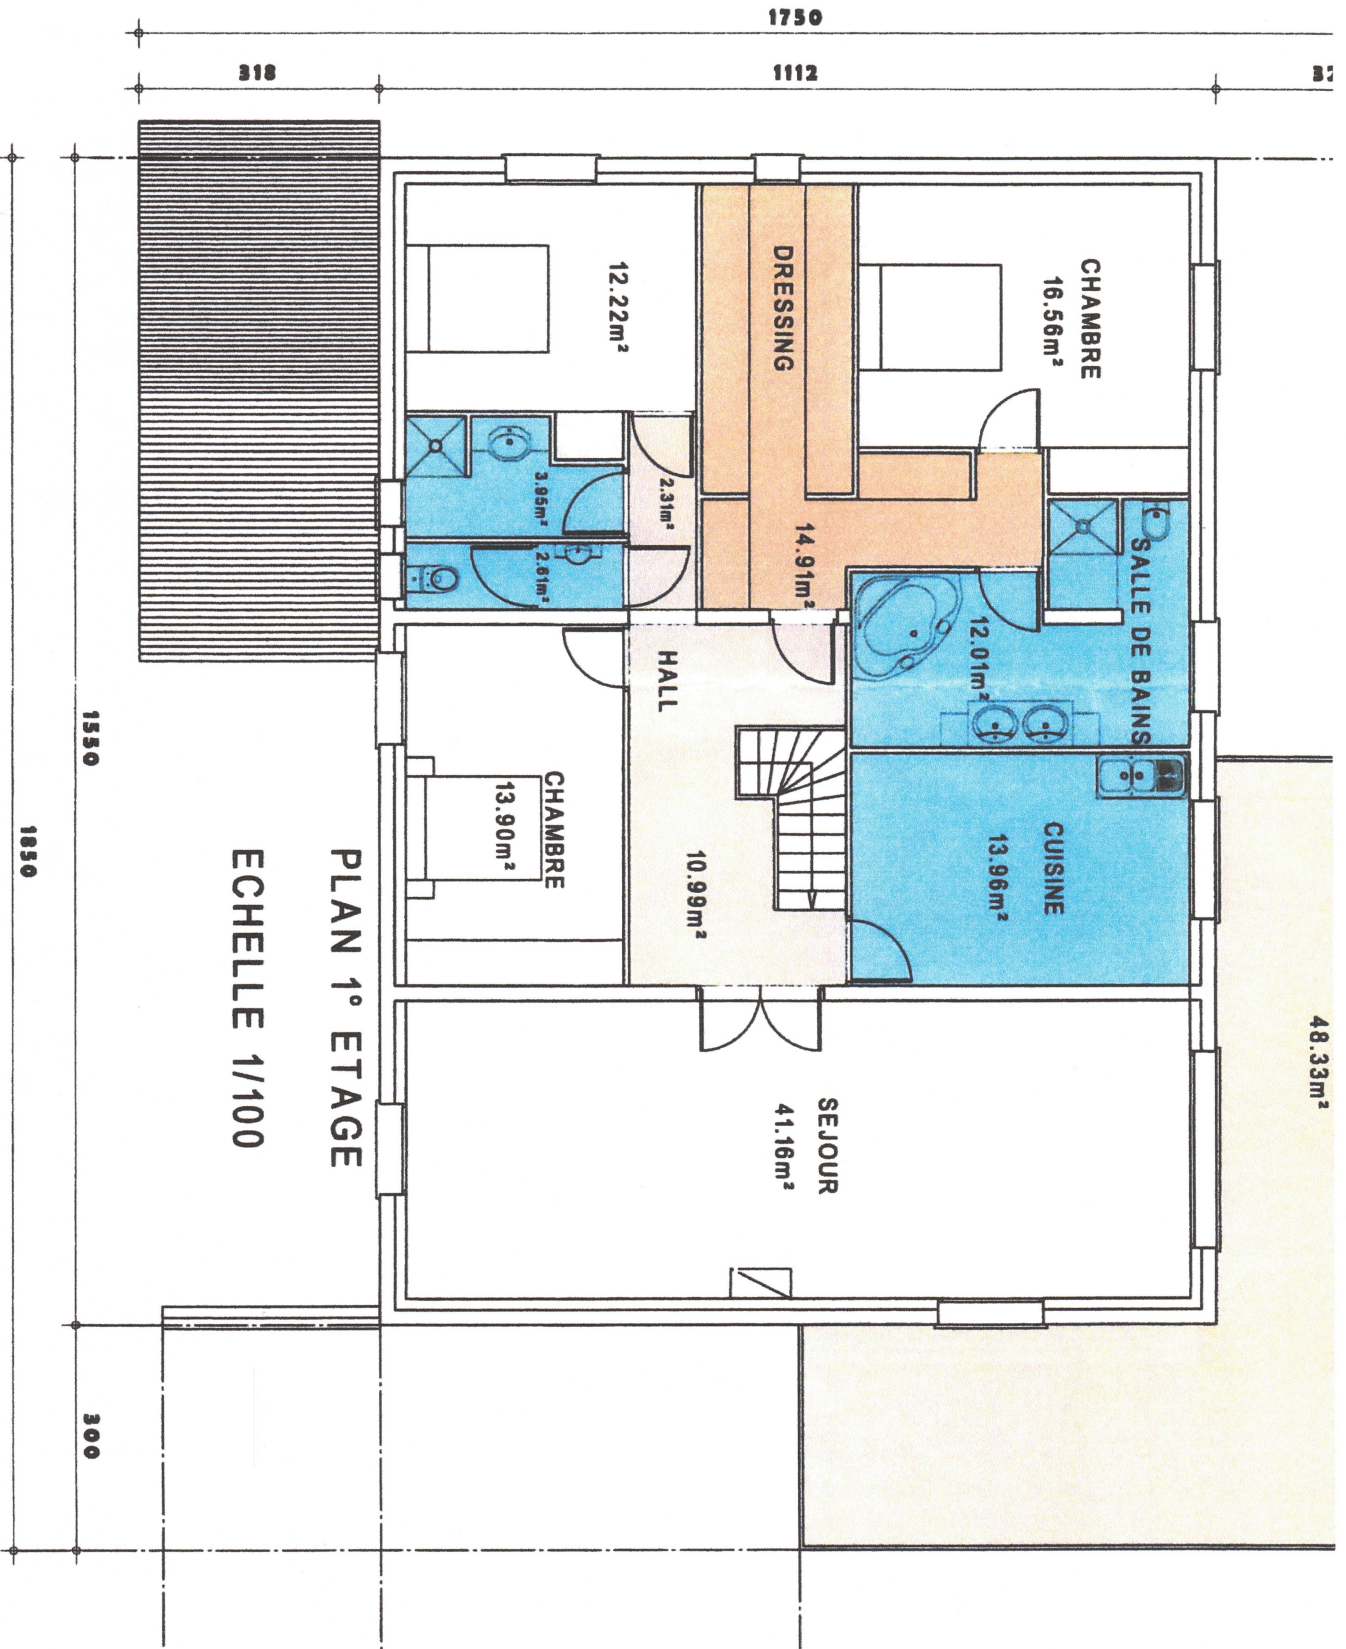 1750
318
1112
CHAMBRE
16.56m²
DRESSING
12.22m²
3.95m²
2.31m²
14.91m²
2.61m²
SALLE DE BAINS
12.01m²
HALL
10.99m²
CHAMBRE
13.90m²
CUISINE
13.96m²
48.33m²
SEJOUR
41.16m²
PLAN 1° ETAGE
ECHELLE 1/100
1550
1850
300